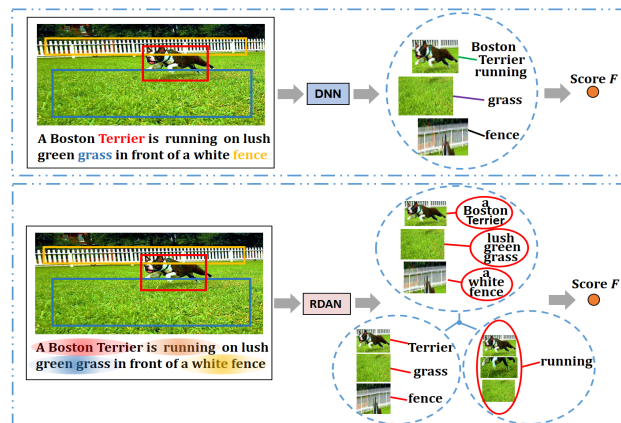 Boston
Terrier
running
grass
fence
DNN
Score F
A Boston Terrier is running on lush
green grass in front of a white fence
a
Boston
Terrier
lush
green
grass
a
white
fence
RDAN
Score F
A Boston Terrier is running on lush
green grass in front of a white fence
Terrier
grass
fence
running